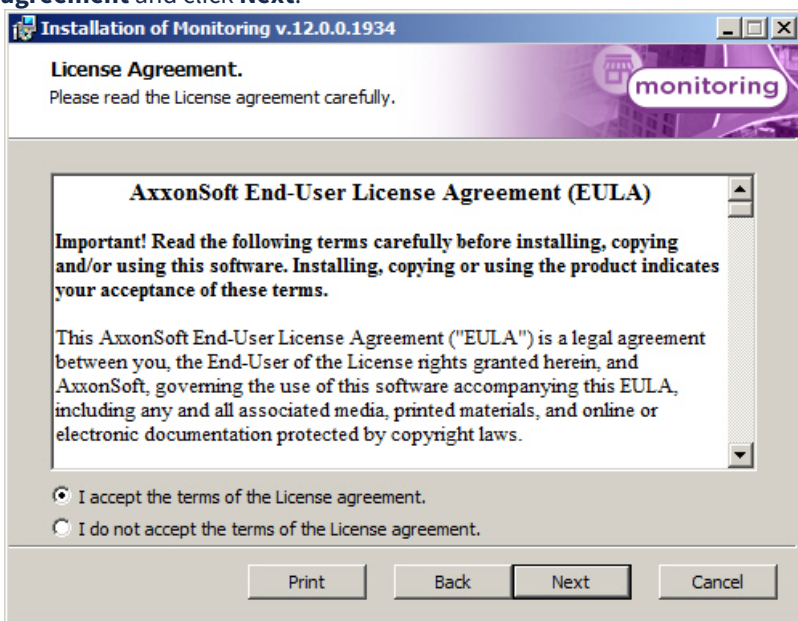 agreement and click Next.
Installation of Monitoring v.12.0.0.1934
License Agreement.
Please read the License agreement carefully.
monitoring
AxxonSoft End-User License Agreement (EULA)
Important! Read the following terms carefully before installing, copying
and/or using this software. Installing, copying or using the product indicates
your acceptance of these terms.
This AxxonSoft End-User License Agreement ("EULA") is a legal agreement
between you, the End-User of the License rights granted herein, and
AxxonSoft, governing the use of this software accompanying this EULA,
including any and all associated media, printed materials, and online or
electronic documentation protected by copyright laws.
I accept the terms of the License agreement.
I do not accept the terms of the License agreement.
Print Back Next Cancel